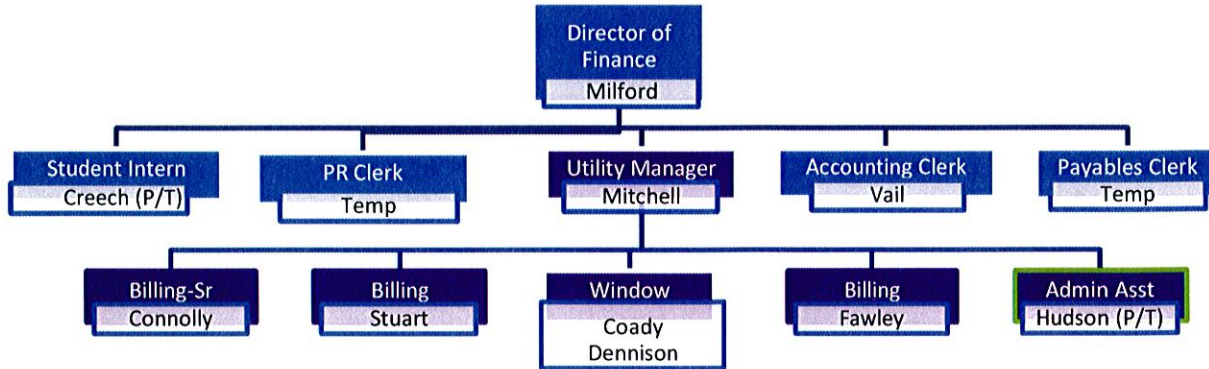 Director of
Finance
Milford
Student Intern
Creech (P/T)
PR Clerk
Temp
Utility Manager
Mitchell
Accounting Clerk
Vail
Payables Clerk
Temp
Billing-Sr
Connolly
Billing
Stuart
Window
Coady
Dennison
Billing
Fawley
Admin Asst
Hudson (P/T)